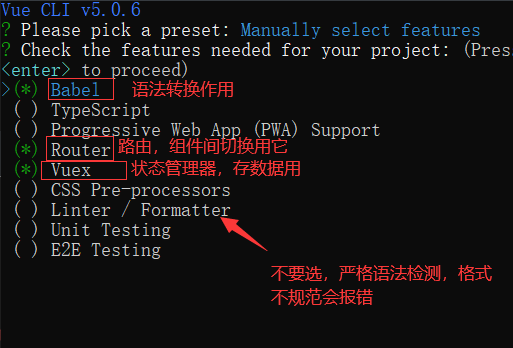 Vue CLI v5.0.6
? Please pick a preset: Manually select features
? Check the features needed for your project: (Pres
<enter> to proceed)
>(*) Babel 语法转换作用
( ) TypeScript
( ) Progressive Web App (PWA) Support
(*) Router 路由，组件间切换用它
(*) Vuex 状态管理器，存数据用
( ) CSS Pre-processors
( ) Linter / Formatter
( ) Unit Testing
( ) E2E Testing
不要选，严格语法检测，格式
不规范会报错